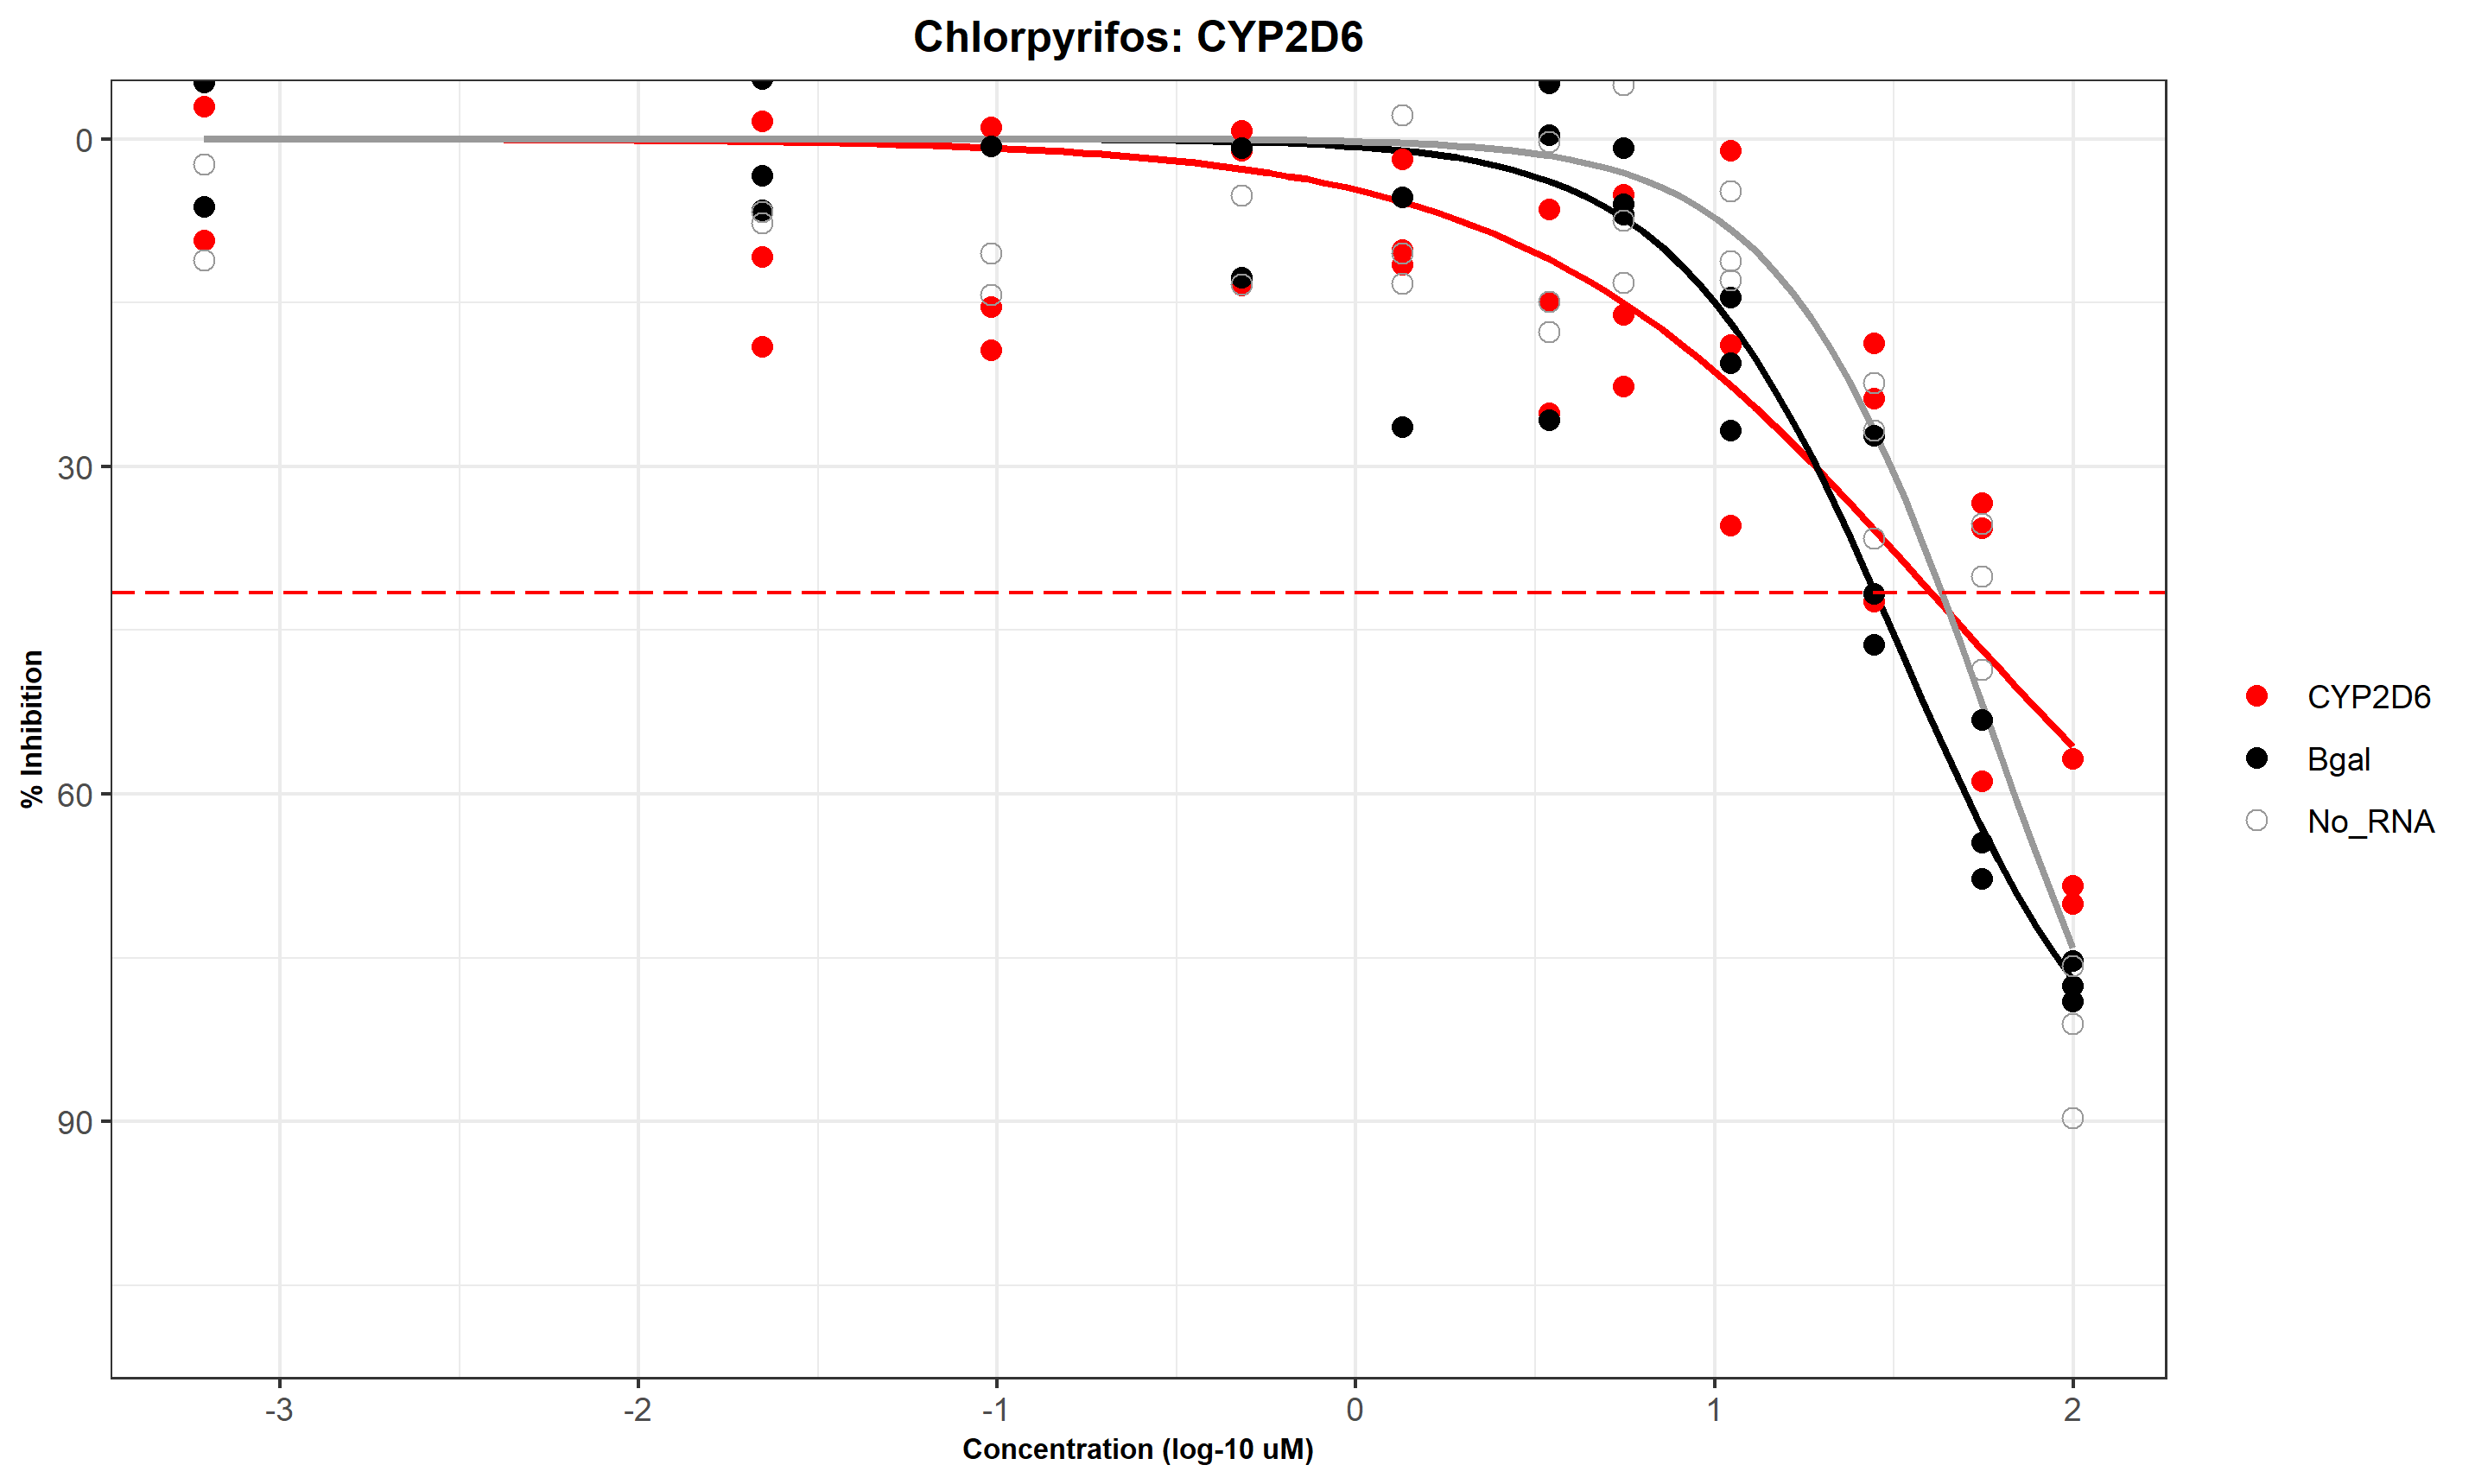 Chlorpyrifos: CYP2D6
% Inhibition
0
30
60
90
-3
-2
-1
0
1
2
Concentration (log-10 uM)
CYP2D6
Bgal
No_RNA